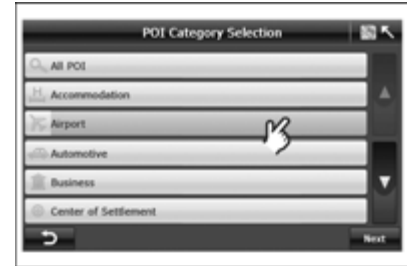 POI Category Selection
All POI
Accommodation
Airport
Automotive
Business
Center of Settlement
Next